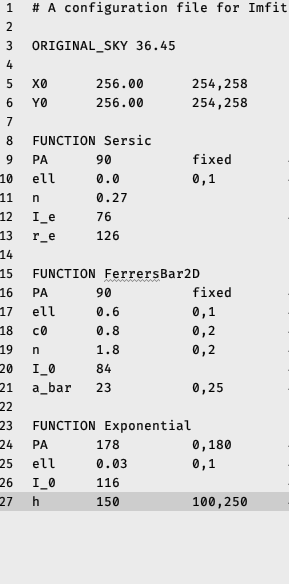 1 # A configuration file for Imfit
2
3 ORIGINAL_SKY 36.45
4
5 X0 256.00 254,258
6 Y0 256.00 254,258
7
8 FUNCTION Sersic
9 PA 90 fixed
10 ell 0.0 0,1
11 n 0.27
12 I_e 76
13 r_e 126
14
15 FUNCTION FerrersBar2D
16 PA 90 fixed
17 ell 0.6 0,1
18 c0 0.8 0,2
19 n 1.8 0,2
20 I_0 84
21 a_bar 23 0,25
22
23 FUNCTION Exponential
24 PA 178 0,180
25 ell 0.03 0,1
26 I_0 116
27 h 150 100,250